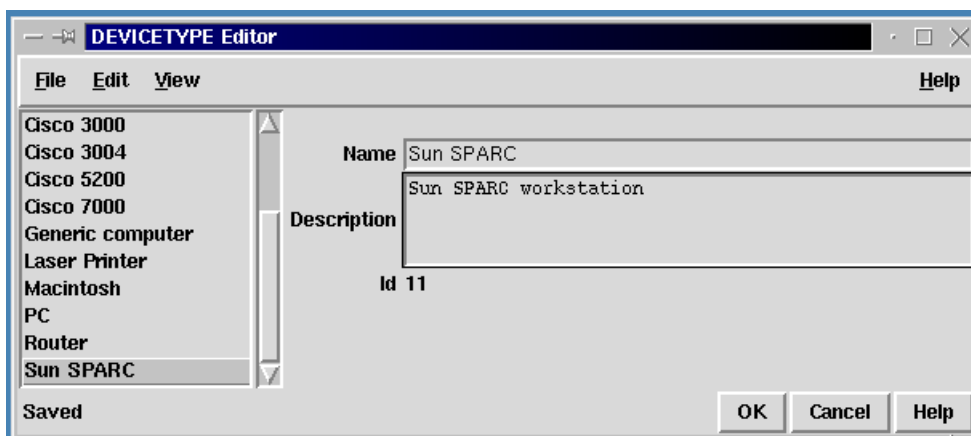 DEVICETYPE Editor
File Edit View Help
Cisco 3000
Cisco 3004
Cisco 5200
Cisco 7000
Generic computer
Laser Printer
Macintosh
PC
Router
Sun SPARC
Name Sun SPARC
Description Sun SPARC workstation
Id 11
Saved
OK Cancel Help